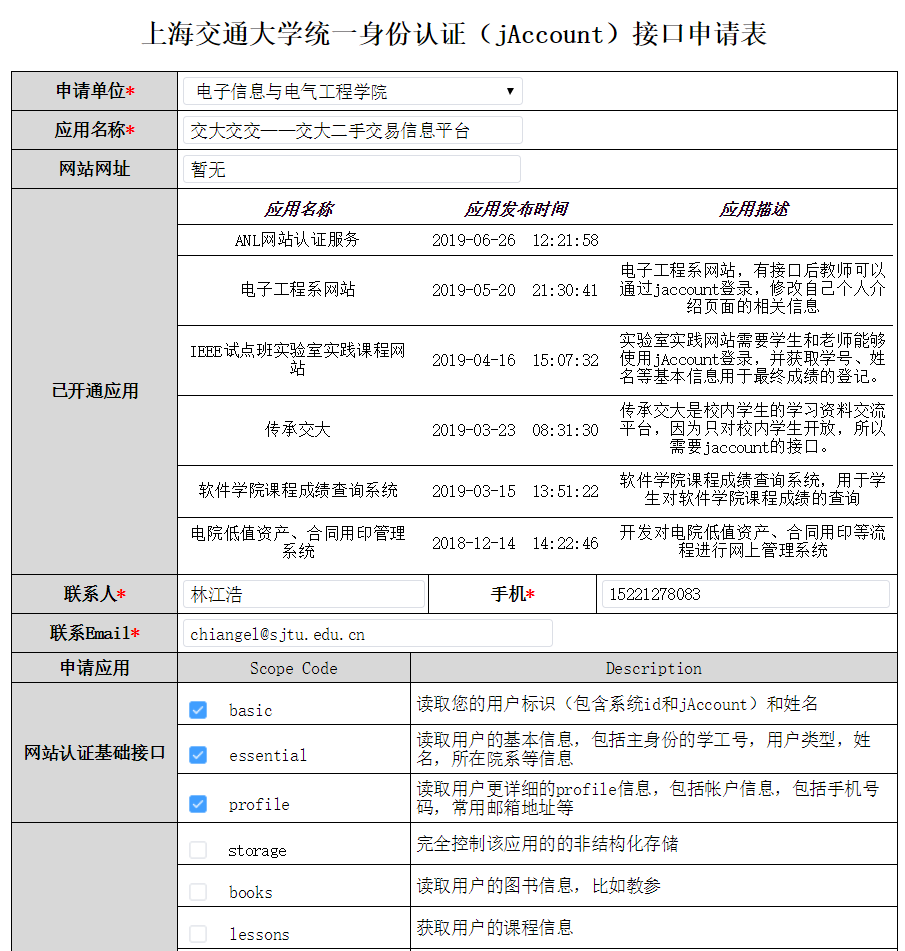 上海交通大学统一身份认证（jAccount）接口申请表
申请单位* 电子信息与电气工程学院
应用名称* 交大交交——交大二手交易信息平台
网站网址 暂无
已开通应用
应用名称 应用发布时间 应用描述
ANL网站认证服务 2019-06-26 12:21:58
电子工程系网站 2019-05-20 21:30:41 电子工程系网站，有接口后教师可以
通过jaccount登录，修改自己个人介
绍页面的相关信息
IEEE试点班实验室实践课程网
站 2019-04-16 15:07:32 实验室实践网站需要学生和老师能够
使用jAccount登录，并获取学号、姓
名等基本信息用于最终成绩的登记。
传承交大 2019-03-23 08:31:30 传承交大是校内学生的学习资料交流
平台，因为只对校内学生开放，所以
需要jaccount的接口。
软件学院课程成绩查询系统 2019-03-15 13:51:22 软件学院课程成绩查询系统，用于学
生对软件学院课程成绩的查询
电院低值资产、合同用印管理
系统 2018-12-14 14:22:46 开发对电院低值资产、合同用印等流
程进行网上管理系统
联系人* 林江浩 手机* 15221278083
联系Email* chiangel@sjtu.edu.cn
申请应用 Scope Code Description
网站认证基础接口
basic 读取您的用户标识（包含系统id和jAccount）和姓名
essential 读取用户的基本信息，包括主身份的学工号，用户类型，姓
名，所在院系等信息
profile 读取用户更详细的profile信息，包括帐户信息，包括手机号
码，常用邮箱地址等
storage 完全控制该应用的的非结构化存储
books 读取用户的图书信息，比如教参
lessons 获取用户的课程信息